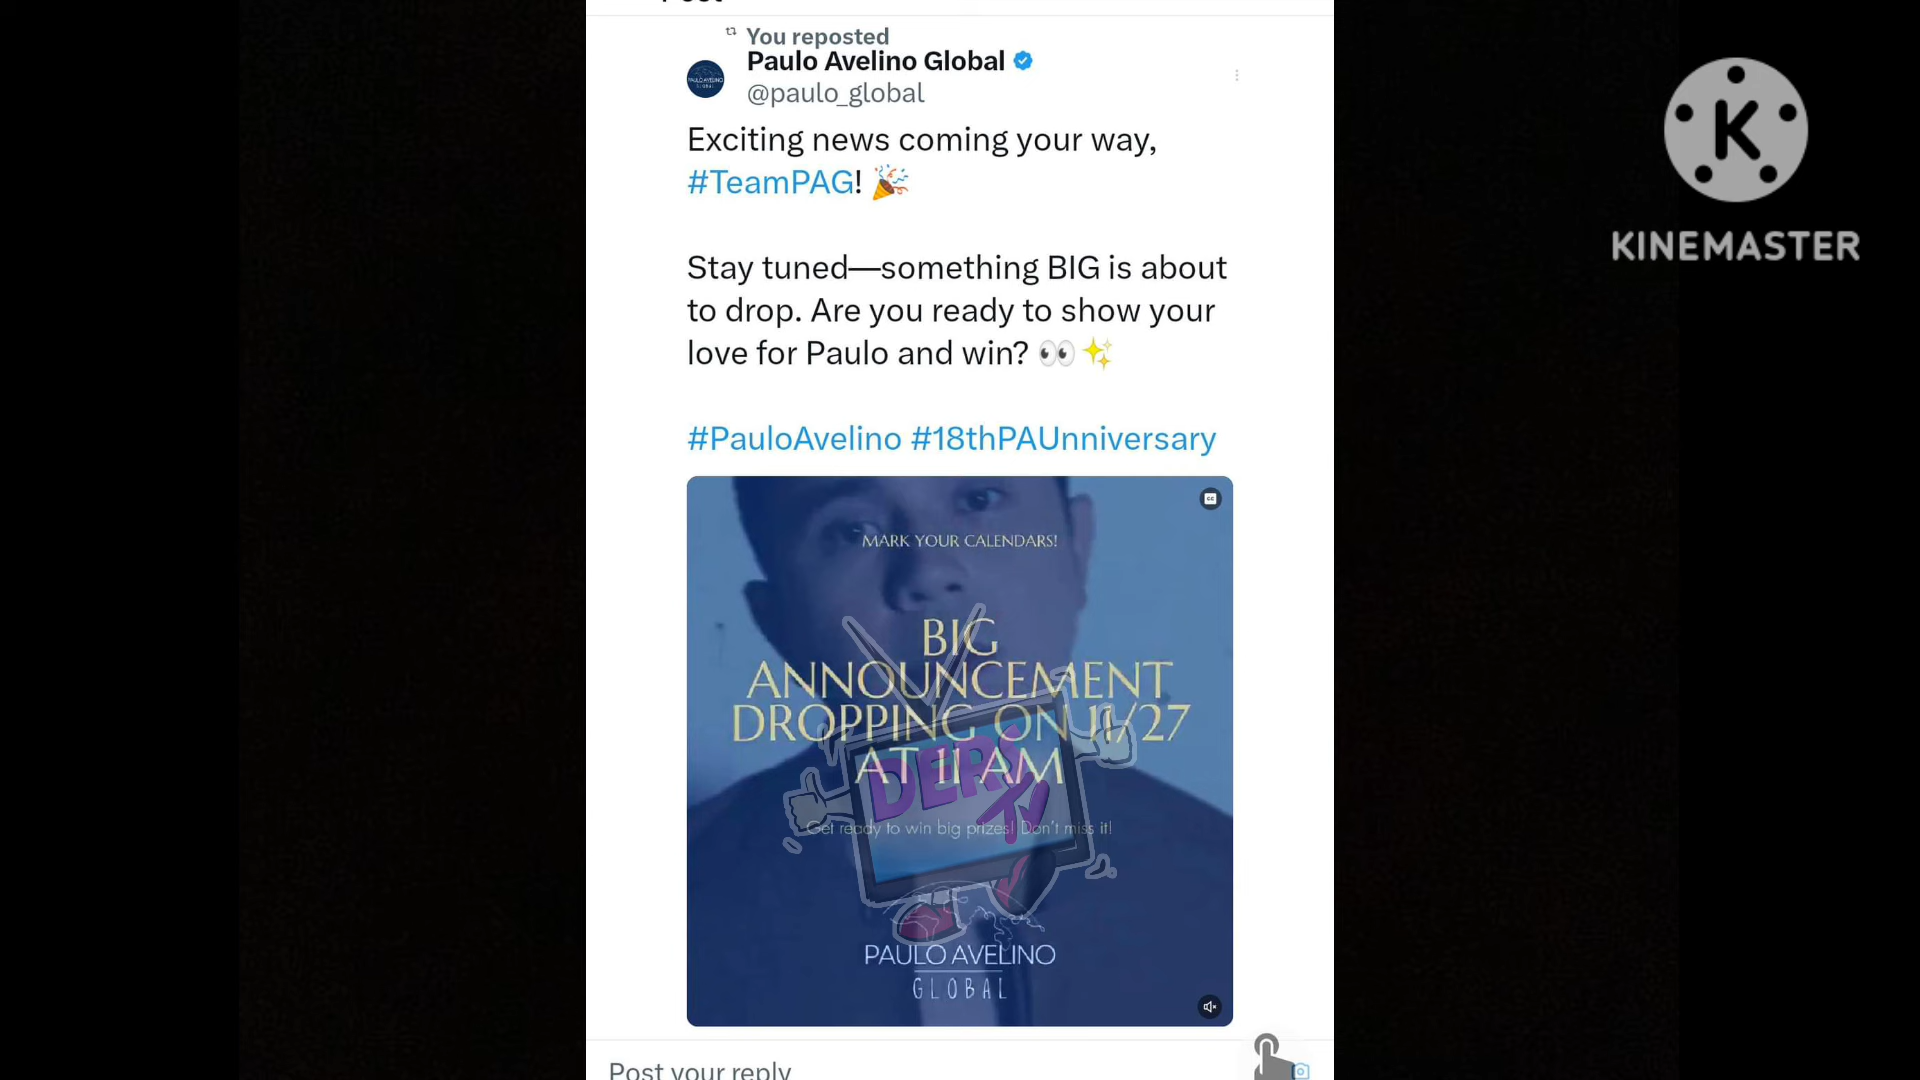 You reposted
Paulo Avelino Global
@paulo_global
Exciting news coming your way,
#TeamPAG! 🎉
Stay tuned—something BIG is about
to drop. Are you ready to show your
love for Paulo and win? 👀✨
#PauloAvelino #18thPAUnniversary
MARK YOUR CALENDARS!
BIG
ANNOUNCEMENT
DROPPING ON 11/27
AT 11 AM
DERS
TV
Get ready to win big prizes! Don't miss it!
PAULO AVELINO
GLOBAL
Post your reply
K
KINEMASTER